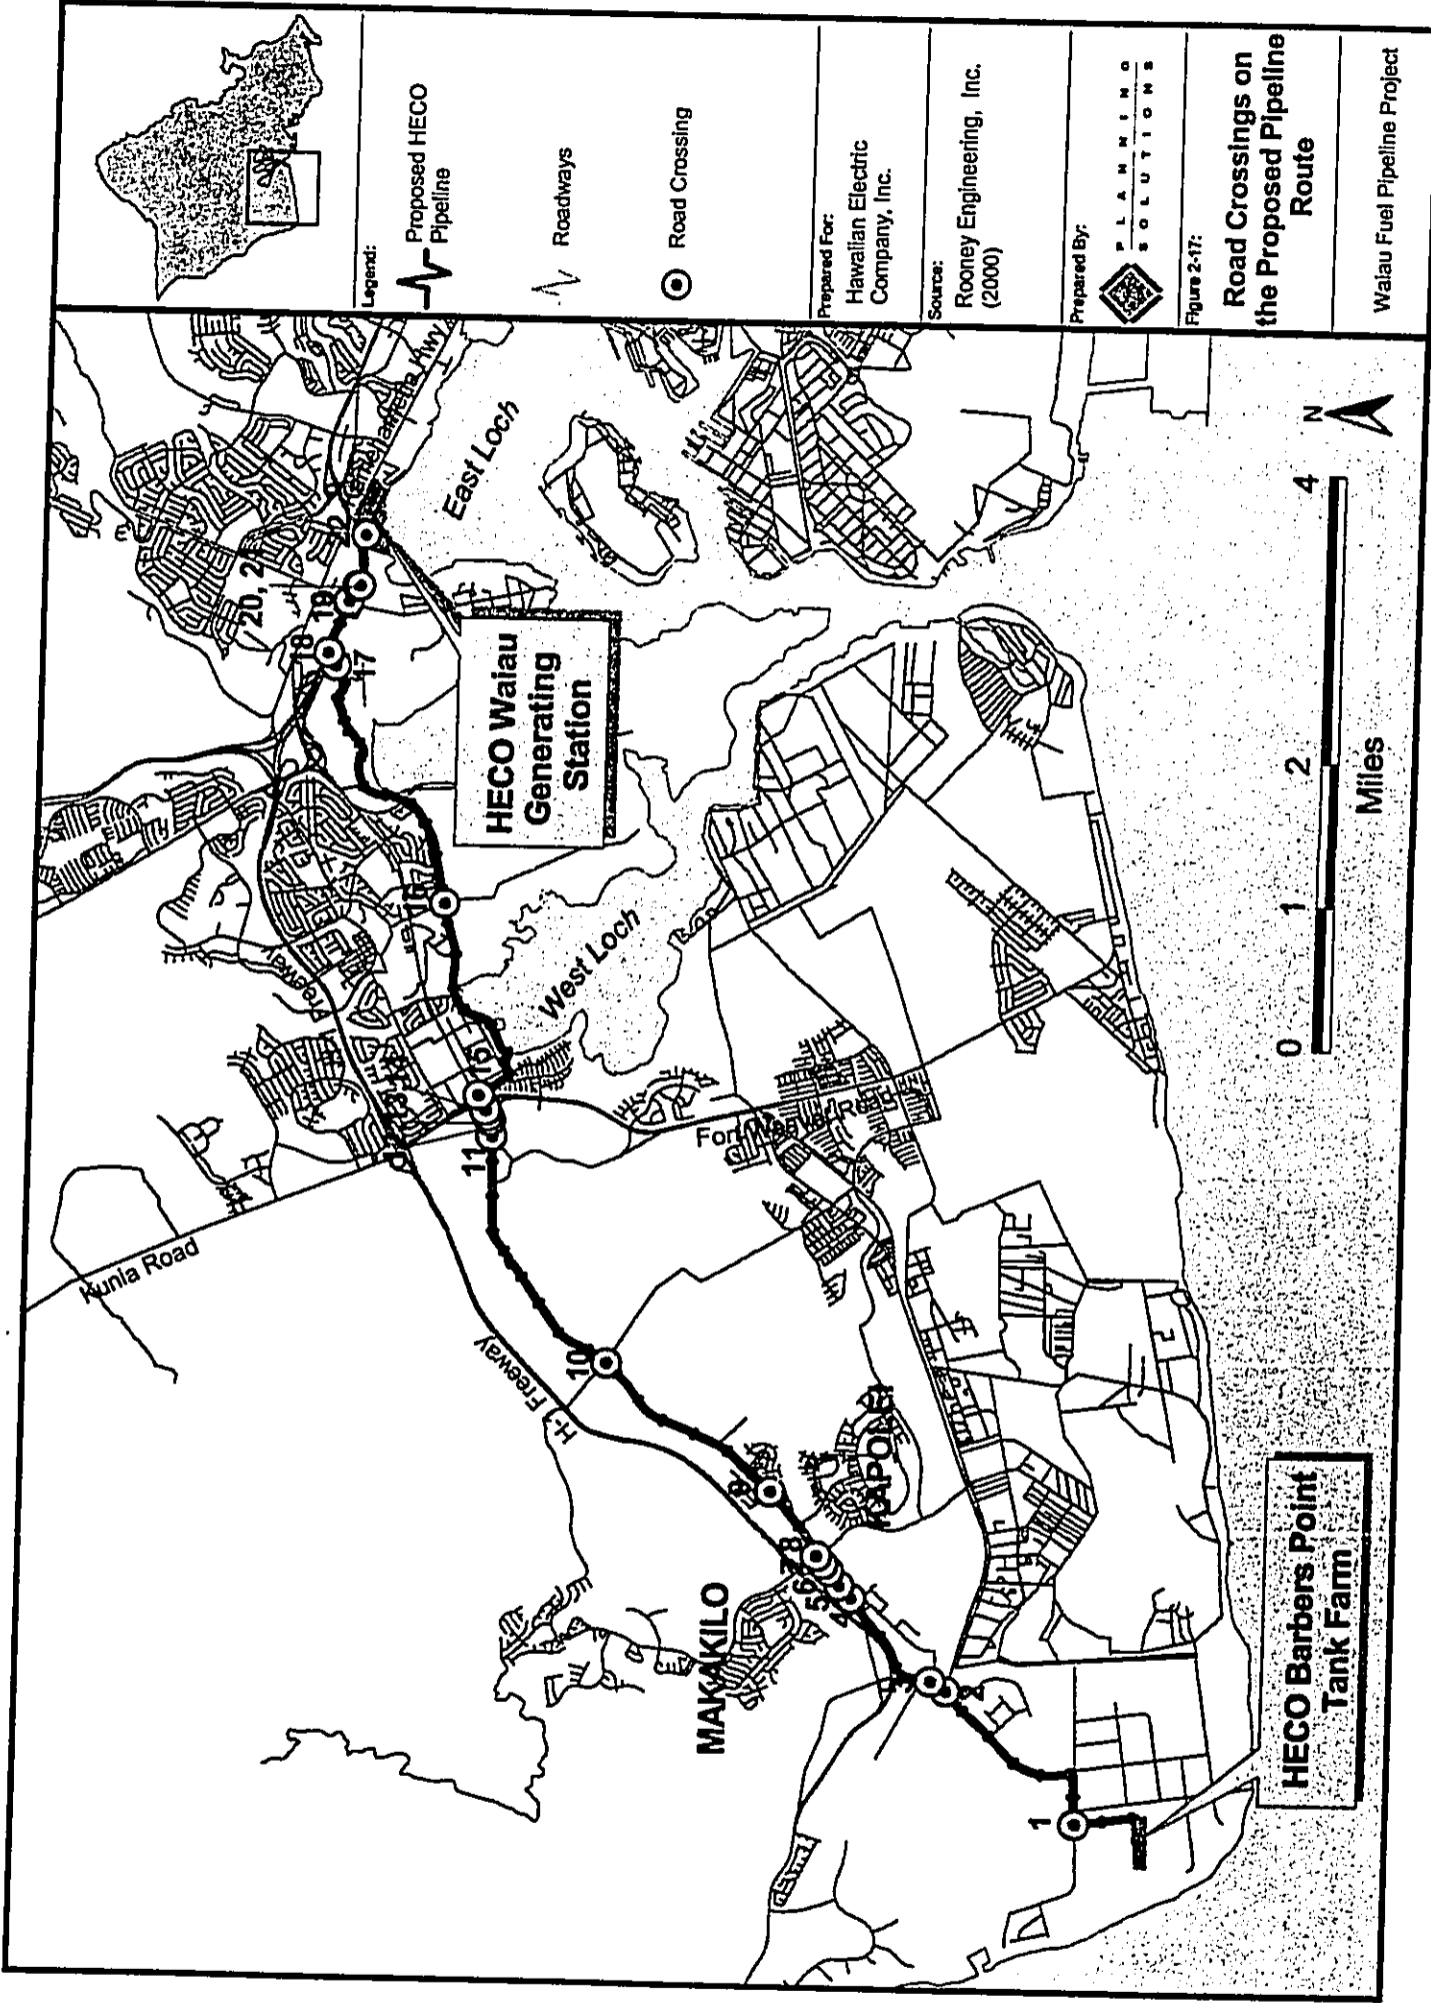 Kunia Road
H-1 Freeway
Freeway
Fort Weaver Road
MAKAKILO
KAPOLEI
West Loch
East Loch
HECO Waiau
Generating
Station
HECO Barbers Point
Tank Farm
1
2
3
4
5
6
7
8
9
10
11
15
16
17
18
19
22
0
1
2
4
Miles
N
Legend:
Proposed HECO
Pipeline
Roadways
Road Crossing
Prepared For:
Hawaiian Electric
Company, Inc.
Source:
Rooney Engineering, Inc.
(2000)
Prepared By:
PLANNING
SOLUTIONS
Figure 2-17:
Road Crossings on
the Proposed Pipeline
Route
Waiau Fuel Pipeline Project